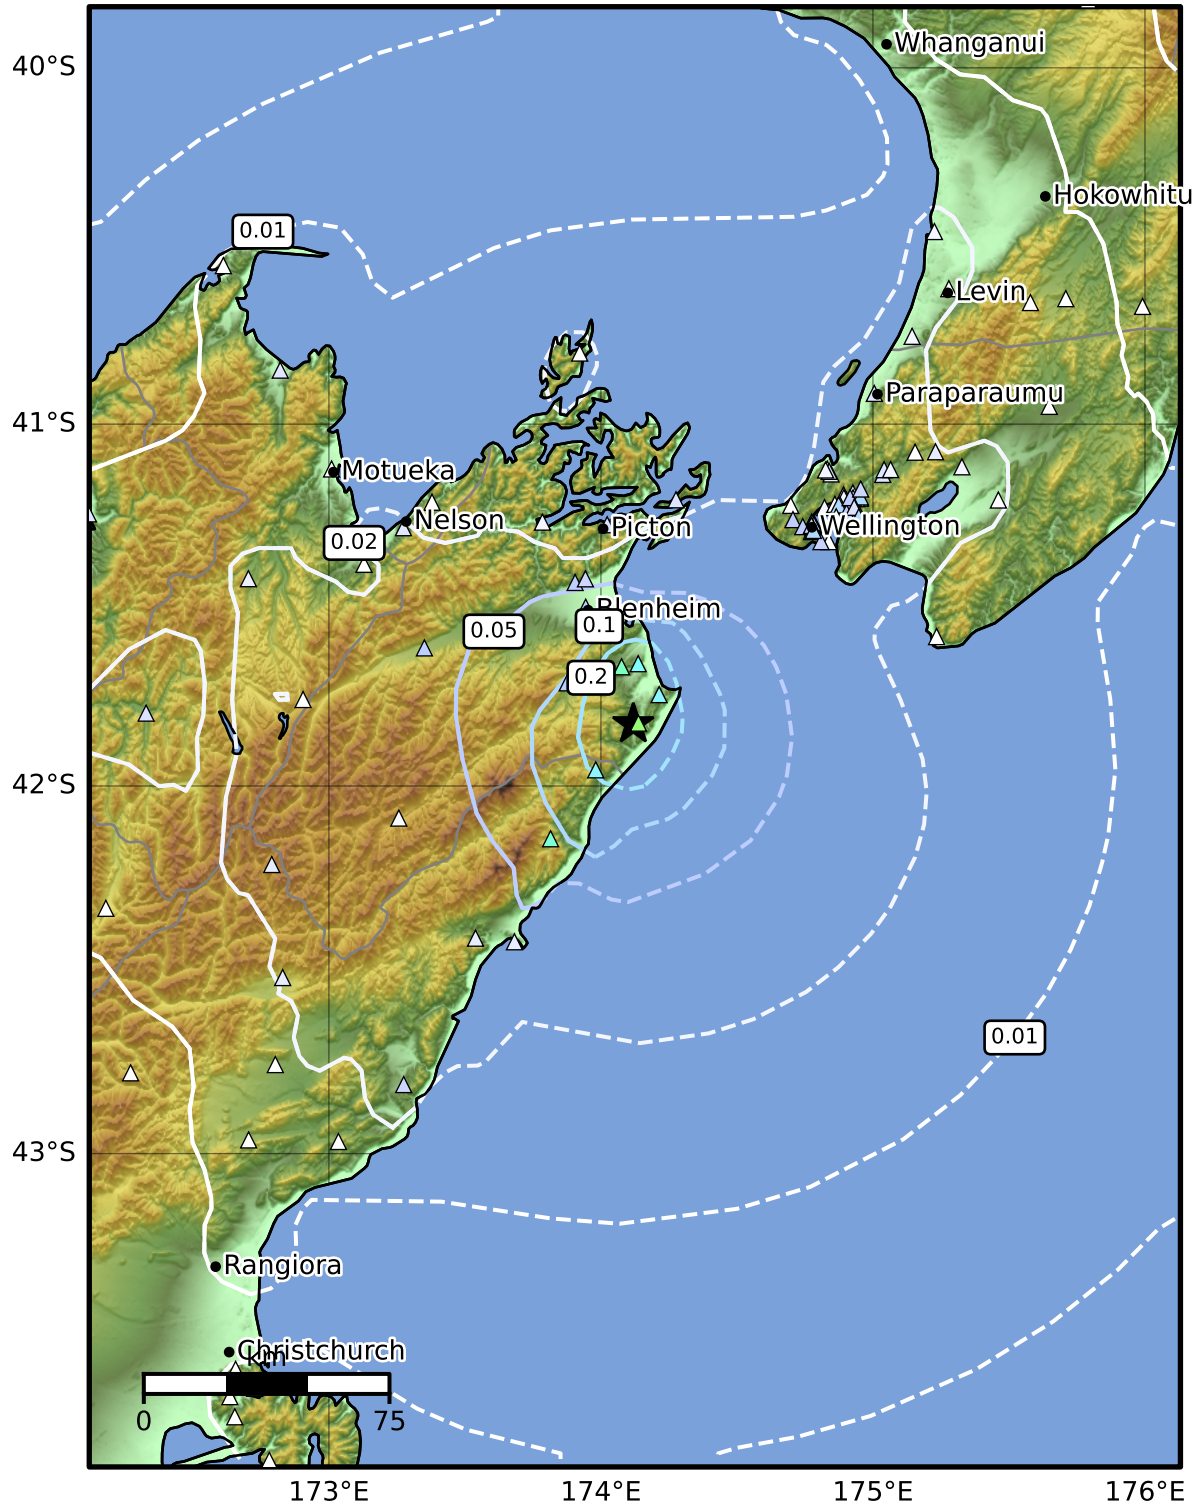 Whanganui
40°S
Hokowhitu
0.01
Levin
Paraparaumu
41°S
Motueka
Nelson
Picton
Wellington
0.02
Blenheim
0.05
0.1
0.2
42°S
0.01
43°S
Rangiora
Christchurch
km
0
75
173°E
174°E
175°E
176°E